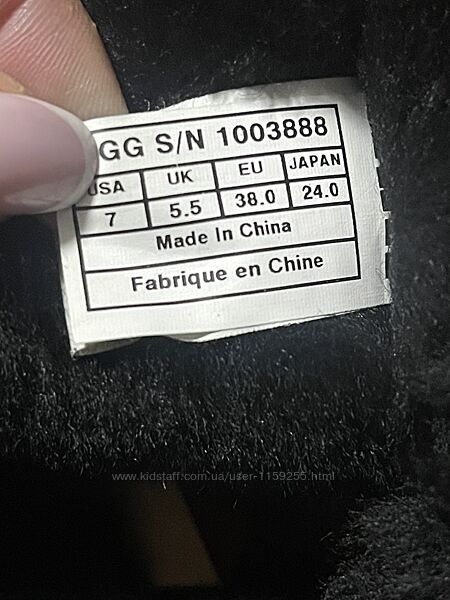 GG S/N 1003888
USA UK EU JAPAN
7 5.5 38.0 24.0
Made In China
Fabrique en Chine
www.kidstaff.com.ua/user-1159255.html